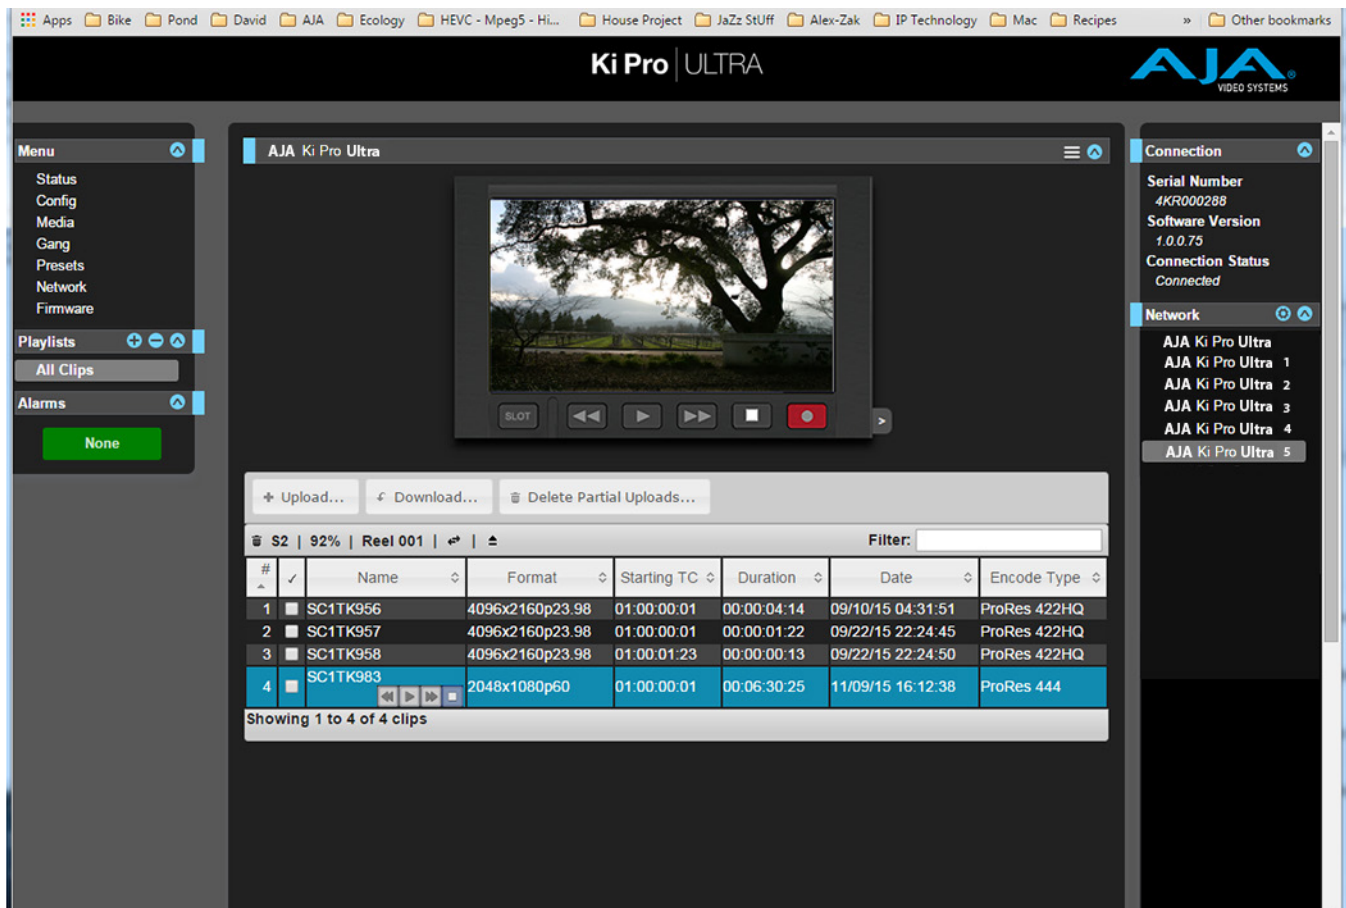 Apps Bike Pond David AJA Ecology HEVC - Mpeg5 - Hi... House Project JaZz StUff Alex-Zak IP Technology Mac Recipes » Other bookmarks
Ki Pro ULTRA
AJA
VIDEO SYSTEMS
Menu
Status
Config
Media
Gang
Presets
Network
Firmware
Playlists
All Clips
Alarms
None
AJA Ki Pro Ultra
SLOT
>
Upload...
Download...
Delete Partial Uploads...
S2 | 92% | Reel 001 | |
Filter:
# ✓ Name Format Starting TC Duration Date Encode Type
1 SC1TK956 4096x2160p23.98 01:00:00:01 00:00:04:14 09/10/15 04:31:51 ProRes 422HQ
2 SC1TK957 4096x2160p23.98 01:00:00:01 00:00:01:22 09/22/15 22:24:45 ProRes 422HQ
3 SC1TK958 4096x2160p23.98 01:00:01:23 00:00:00:13 09/22/15 22:24:50 ProRes 422HQ
4 SC1TK983 2048x1080p60 01:00:00:01 00:06:30:25 11/09/15 16:12:38 ProRes 444
Showing 1 to 4 of 4 clips
Connection
Serial Number
4KR000288
Software Version
1.0.0.75
Connection Status
Connected
Network
AJA Ki Pro Ultra
AJA Ki Pro Ultra 1
AJA Ki Pro Ultra 2
AJA Ki Pro Ultra 3
AJA Ki Pro Ultra 4
AJA Ki Pro Ultra 5